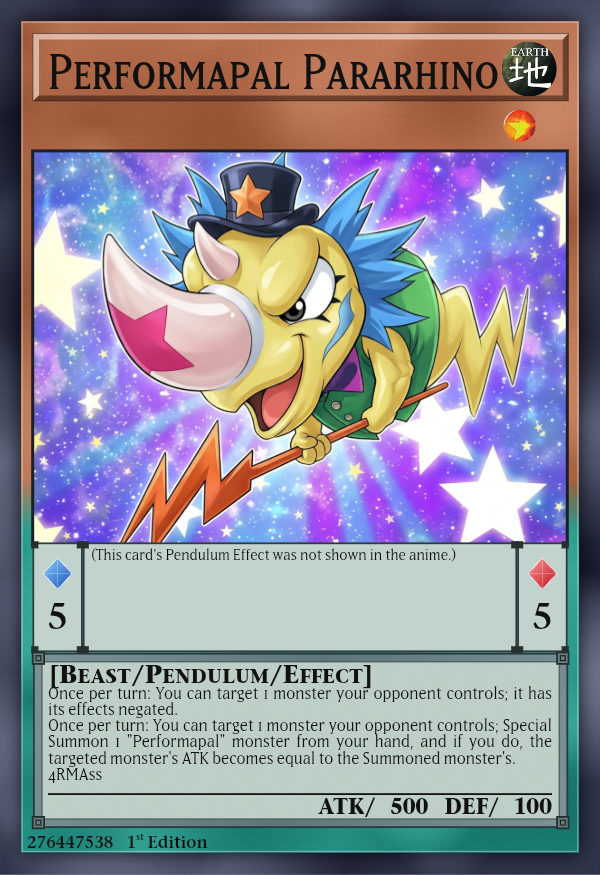 Performapal Pararhino
EARTH
地
(This card's Pendulum Effect was not shown in the anime.)
5
5
[Beast/Pendulum/Effect]
Once per turn: You can target 1 monster your opponent controls; it has
its effects negated.
Once per turn: You can target 1 monster your opponent controls; Special
Summon 1 "Performapal" monster from your hand, and if you do, the
targeted monster's ATK becomes equal to the Summoned monster's.
4RMAss
ATK/ 500 DEF/ 100
276447538 1st Edition